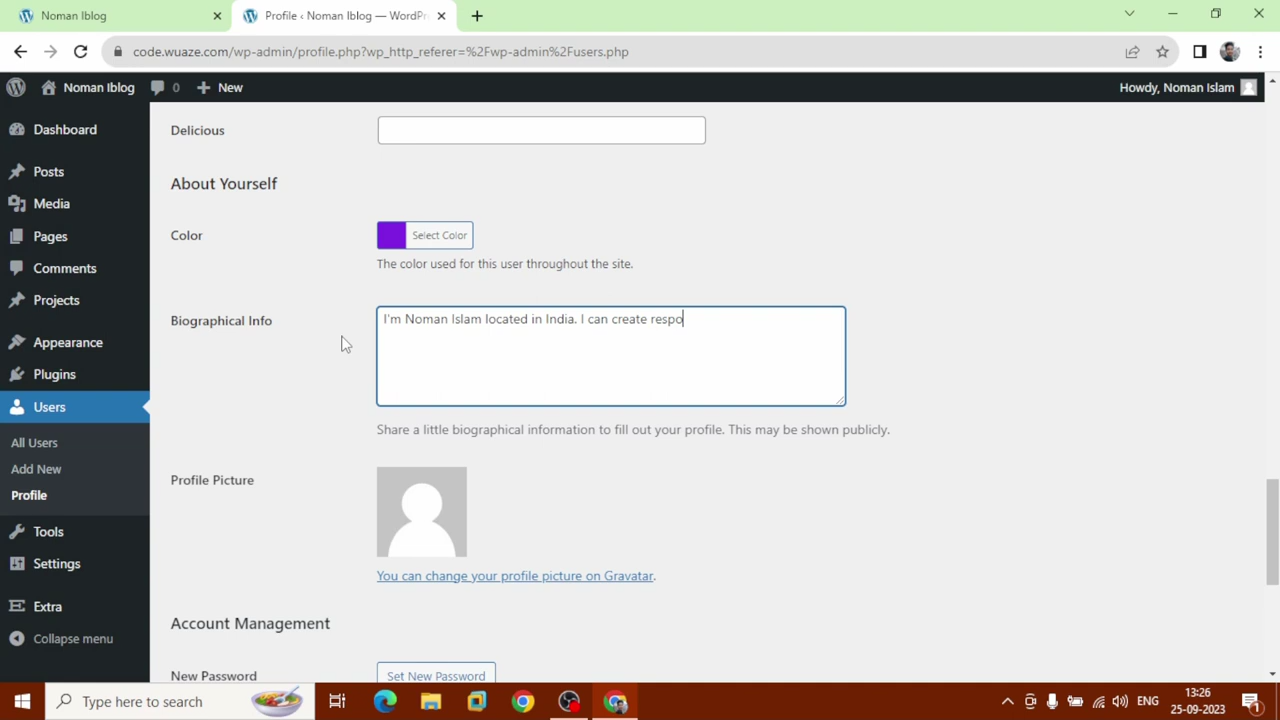 Noman Iblog
Profile ‹ Noman Iblog — WordPr
code.wuaze.com/wp-admin/profile.php?wp_http_referer=%2Fwp-admin%2Fusers.php
Noman Iblog
0
New
Howdy, Noman Islam
Dashboard
Posts
Media
Pages
Comments
Projects
Appearance
Plugins
Users
All Users
Add New
Profile
Tools
Settings
Extra
Collapse menu
Delicious
About Yourself
Color
Select Color
The color used for this user throughout the site.
Biographical Info
I'm Noman Islam located in India. I can create respo
Share a little biographical information to fill out your profile. This may be shown publicly.
Profile Picture
You can change your profile picture on Gravatar.
Account Management
New Password
Set New Password
Type here to search
ENG
13:26
25-09-2023
1